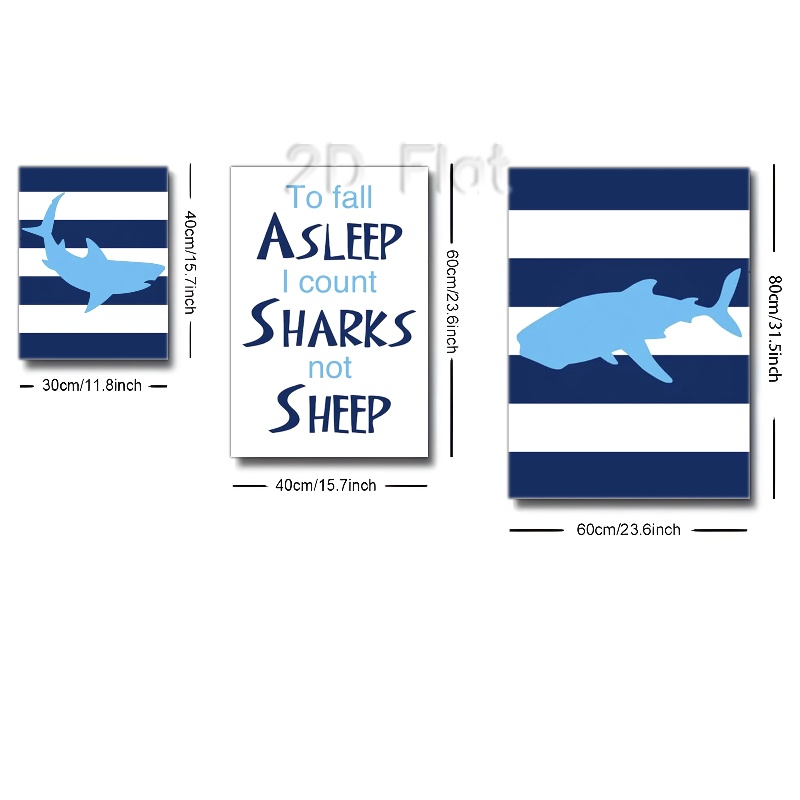 2D Flat
To fall
ASLEEP
I count
SHARKS
not
SHEEP
40cm/15.7inch
30cm/11.8inch
60cm/23.6inch
40cm/15.7inch
80cm/31.5inch
60cm/23.6inch